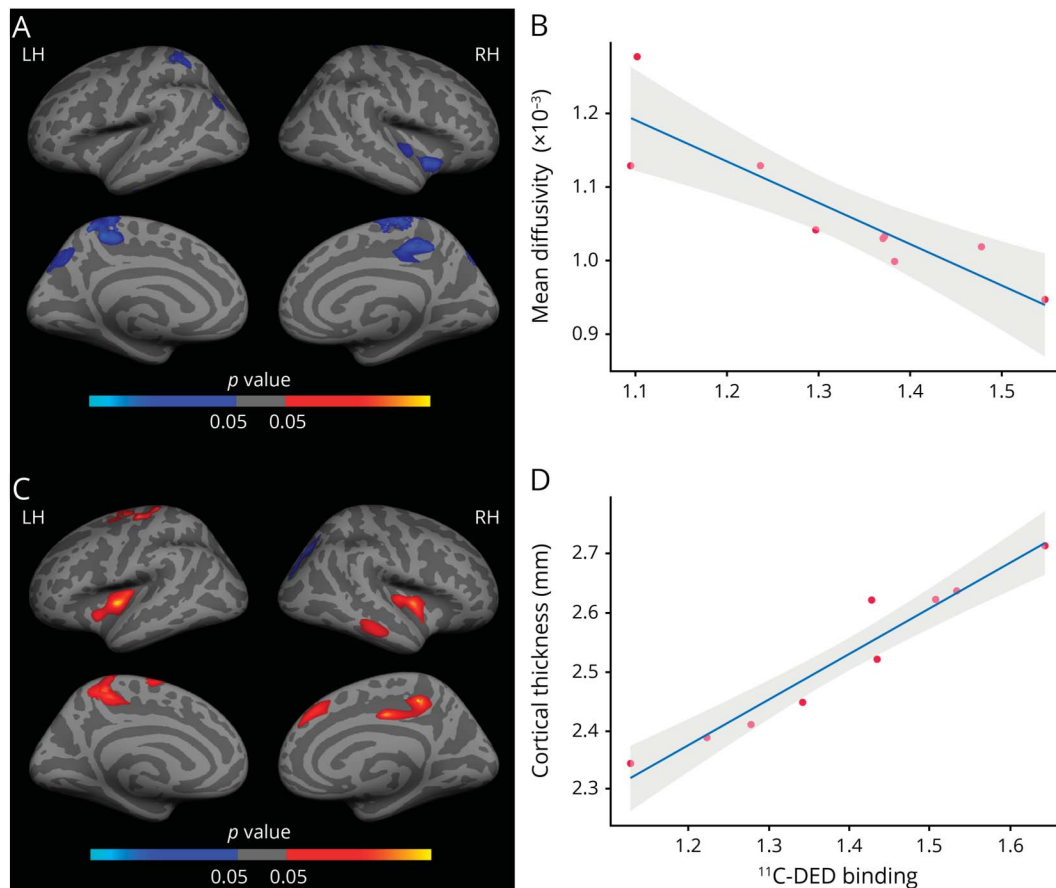 A
LH
RH
p value
0.05
0.05
B
Mean diffusivity (×10⁻³)
1.2
1.1
1.0
0.9
1.1
1.2
1.3
1.4
1.5
C
LH
RH
p value
0.05
0.05
D
Cortical thickness (mm)
2.7
2.6
2.5
2.4
2.3
1.2
1.3
1.4
1.5
1.6
¹¹C-DED binding